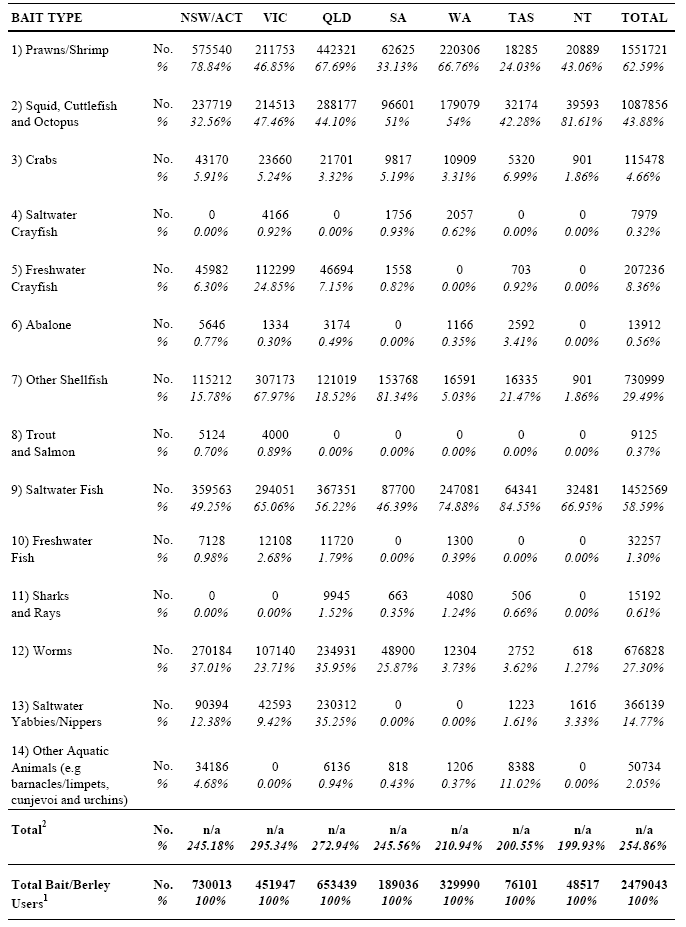 BAIT TYPE NSW/ACT VIC QLD SA WA TAS NT TOTAL
1) Prawns/Shrimp No. 575540 211753 442321 62625 220306 18285 20889 1551721
% 78.84% 46.85% 67.69% 33.13% 66.76% 24.03% 43.06% 62.59%
2) Squid, Cuttlefish No. 237719 214513 288177 96601 179079 32174 39593 1087856
and Octopus % 32.56% 47.46% 44.10% 51% 54% 42.28% 81.61% 43.88%
3) Crabs No. 43170 23660 21701 9817 10909 5320 901 115478
% 5.91% 5.24% 3.32% 5.19% 3.31% 6.99% 1.86% 4.66%
4) Saltwater No. 0 4166 0 1756 2057 0 0 7979
Crayfish % 0.00% 0.92% 0.00% 0.93% 0.62% 0.00% 0.00% 0.32%
5) Freshwater No. 45982 112299 46694 1558 0 703 0 207236
Crayfish % 6.30% 24.85% 7.15% 0.82% 0.00% 0.92% 0.00% 8.36%
6) Abalone No. 5646 1334 3174 0 1166 2592 0 13912
% 0.77% 0.30% 0.49% 0.00% 0.35% 3.41% 0.00% 0.56%
7) Other Shellfish No. 115212 307173 121019 153768 16591 16335 901 730999
% 15.78% 67.97% 18.52% 81.34% 5.03% 21.47% 1.86% 29.49%
8) Trout No. 5124 4000 0 0 0 0 0 9125
and Salmon % 0.70% 0.89% 0.00% 0.00% 0.00% 0.00% 0.00% 0.37%
9) Saltwater Fish No. 359563 294051 367351 87700 247081 64341 32481 1452569
% 49.25% 65.06% 56.22% 46.39% 74.88% 84.55% 66.95% 58.59%
10) Freshwater No. 7128 12108 11720 0 1300 0 0 32257
Fish % 0.98% 2.68% 1.79% 0.00% 0.39% 0.00% 0.00% 1.30%
11) Sharks No. 0 0 9945 663 4080 506 0 15192
and Rays % 0.00% 0.00% 1.52% 0.35% 1.24% 0.66% 0.00% 0.61%
12) Worms No. 270184 107140 234931 48900 12304 2752 618 676828
% 37.01% 23.71% 35.95% 25.87% 3.73% 3.62% 1.27% 27.30%
13) Saltwater No. 90394 42593 230312 0 0 1223 1616 366139
Yabbies/Nippers % 12.38% 9.42% 35.25% 0.00% 0.00% 1.61% 3.33% 14.77%
14) Other Aquatic
Animals (e.g No. 34186 0 6136 818 1206 8388 0 50734
barnacles/limpets, % 4.68% 0.00% 0.94% 0.43% 0.37% 11.02% 0.00% 2.05%
cunjevoi and urchins)
Total2 No. n/a n/a n/a n/a n/a n/a n/a n/a
% 245.18% 295.34% 272.94% 245.56% 210.94% 200.55% 199.93% 254.86%
Total Bait/Berley No. 730013 451947 653439 189036 329990 76101 48517 2479043
Users1 % 100% 100% 100% 100% 100% 100% 100% 100%